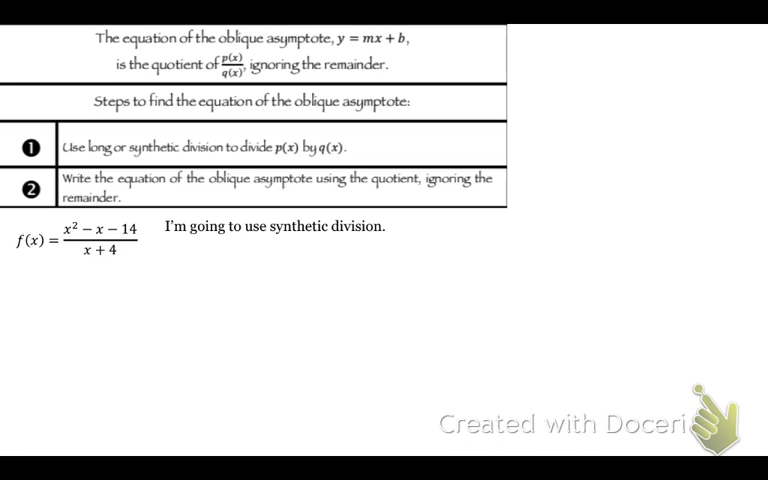 The equation of the oblique asymptote, y = mx + b,
is the quotient of p(x)/q(x), ignoring the remainder.
Steps to find the equation of the oblique asymptote:
1 Use long or synthetic division to divide p(x) by q(x).
2 Write the equation of the oblique asymptote using the quotient, ignoring the
remainder.
f(x) = (x² − x − 14)/(x + 4) I'm going to use synthetic division.
Created with Doceri